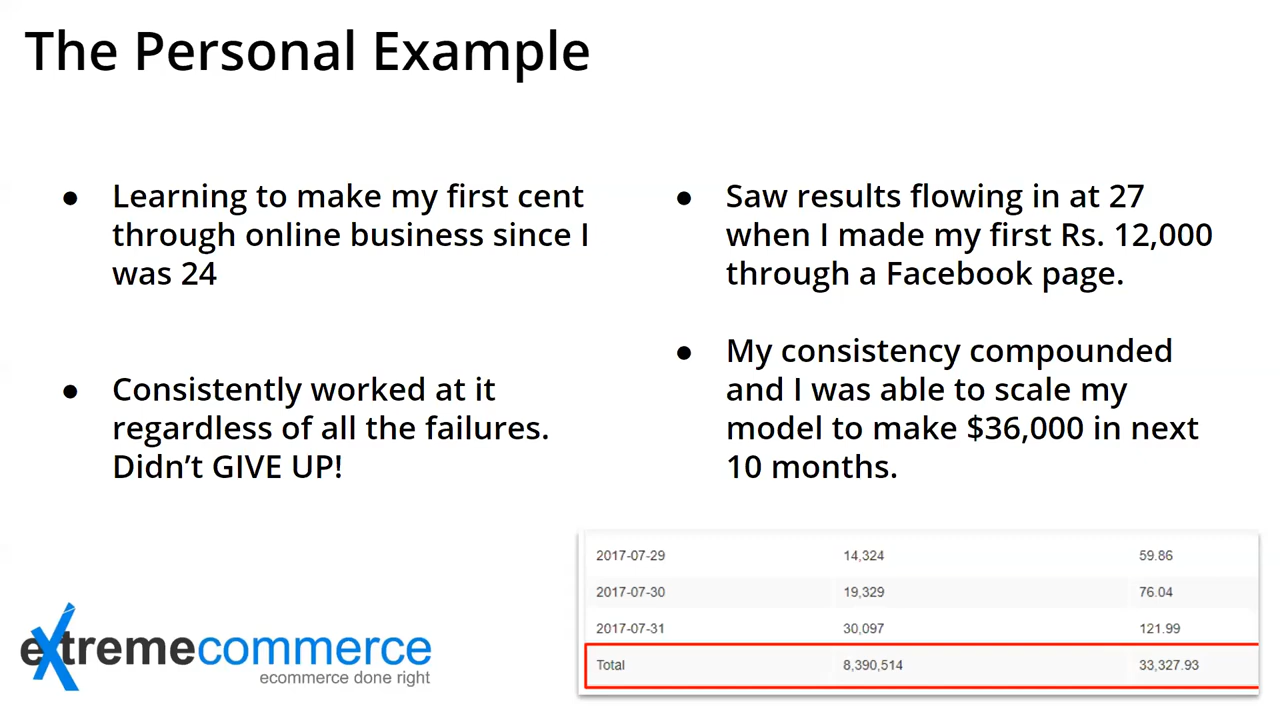 The Personal Example
● Learning to make my first cent
through online business since I
was 24
● Consistently worked at it
regardless of all the failures.
Didn’t GIVE UP!
● Saw results flowing in at 27
when I made my first Rs. 12,000
through a Facebook page.
● My consistency compounded
and I was able to scale my
model to make $36,000 in next
10 months.
2017-07-29 14,324 59.86
2017-07-30 19,329 76.04
2017-07-31 30,097 121.99
Total 8,390,514 33,327.93
extremecommerce
ecommerce done right